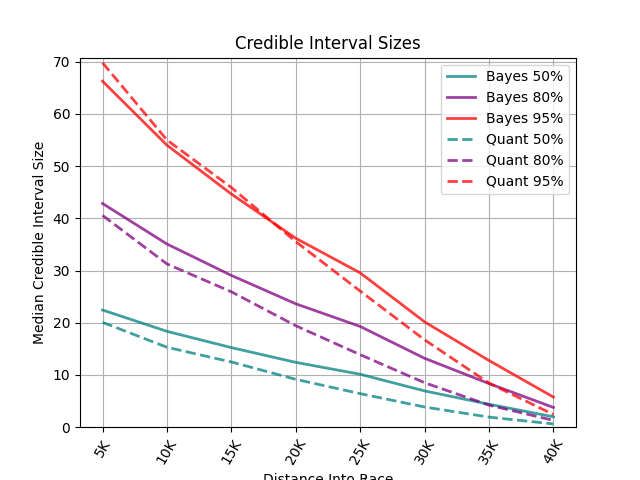 Credible Interval Sizes
70
60
50
40
30
20
10
0
Median Credible Interval Size
Bayes 50%
Bayes 80%
Bayes 95%
Quant 50%
Quant 80%
Quant 95%
5K
10K
15K
20K
25K
30K
35K
40K
Distance Into Race